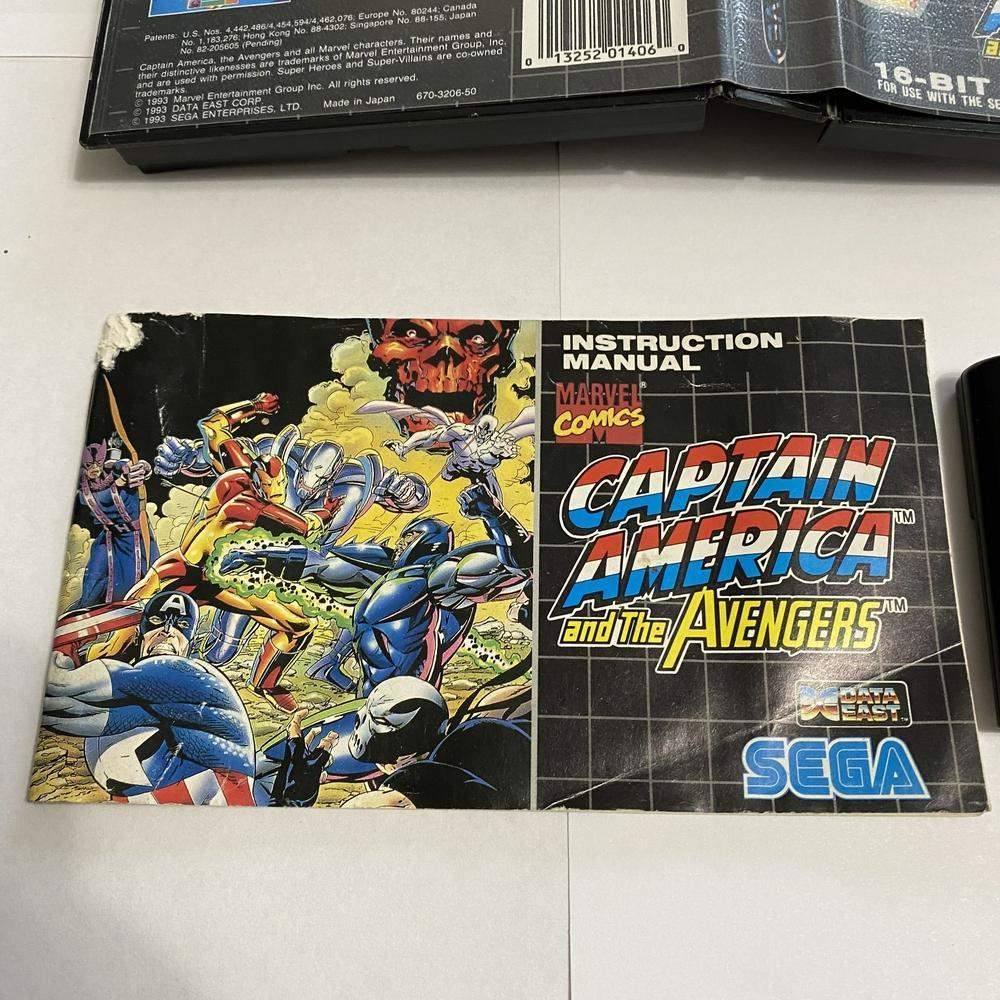 Patents: U.S. Nos. 4,442,486/4,454,594/4,462,076; Europe No. 80244; Canada
No. 1,183,276; Hong Kong No. 88-4302; Singapore No. 88-155; Japan
No. 82-205605 (Pending)
Captain America, the Avengers and all Marvel characters. Their names and
their distinctive likenesses are trademarks of Marvel Entertainment Group, Inc.
and are used with permission. Super Heroes and Super-Villains are co-owned
trademarks.
© 1993 Marvel Entertainment Group Inc. All rights reserved.
© 1993 DATA EAST CORP.
© 1993 SEGA ENTERPRISES, LTD. Made in Japan 670-3206-50
0 13252 01406 0
16-BIT
FOR USE WITH THE SE
INSTRUCTION
MANUAL
MARVEL®
COMICS
CAPTAIN
AMERICA™
and The AVENGERS™
A
DATA
EAST™
SEGA